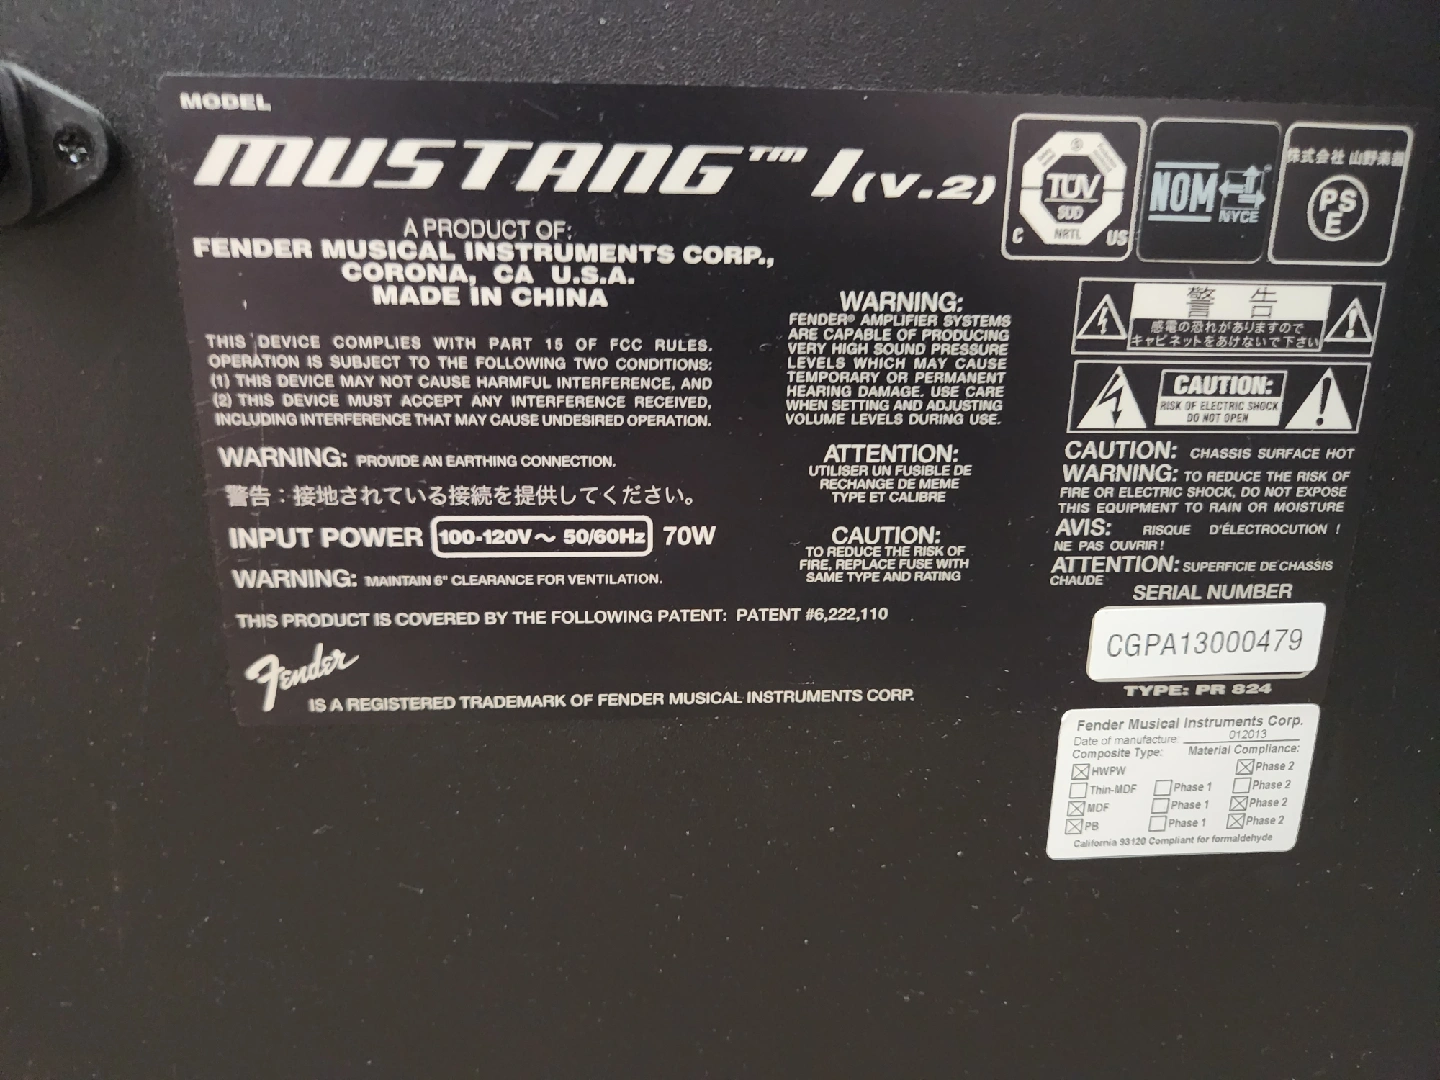 MODEL
MUSTANG™ I (V.2)
A PRODUCT OF:
FENDER MUSICAL INSTRUMENTS CORP.,
CORONA, CA U.S.A.
MADE IN CHINA
THIS DEVICE COMPLIES WITH PART 15 OF FCC RULES.
OPERATION IS SUBJECT TO THE FOLLOWING TWO CONDITIONS:
(1) THIS DEVICE MAY NOT CAUSE HARMFUL INTERFERENCE, AND
(2) THIS DEVICE MUST ACCEPT ANY INTERFERENCE RECEIVED,
INCLUDING INTERFERENCE THAT MAY CAUSE UNDESIRED OPERATION.
WARNING: PROVIDE AN EARTHING CONNECTION.
警告：接地されている接続を提供してください。
INPUT POWER 100-120V～ 50/60Hz 70W
WARNING: MAINTAIN 6" CLEARANCE FOR VENTILATION.
THIS PRODUCT IS COVERED BY THE FOLLOWING PATENT: PATENT #6,222,110
Fender
IS A REGISTERED TRADEMARK OF FENDER MUSICAL INSTRUMENTS CORP.
WARNING:
FENDER® AMPLIFIER SYSTEMS
ARE CAPABLE OF PRODUCING
VERY HIGH SOUND PRESSURE
LEVELS WHICH MAY CAUSE
TEMPORARY OR PERMANENT
HEARING DAMAGE. USE CARE
WHEN SETTING AND ADJUSTING
VOLUME LEVELS DURING USE.
ATTENTION:
UTILISER UN FUSIBLE DE
RECHANGE DE MEME
TYPE ET CALIBRE
CAUTION:
TO REDUCE THE RISK OF
FIRE, REPLACE FUSE WITH
SAME TYPE AND RATING
TÜV
SUD
NRTL
C US
NOM
NYCE
株式会社 山野楽器
PS
E
警 告
感電の恐れがありますので
キャビネットをあけないで下さい
CAUTION:
RISK OF ELECTRIC SHOCK
DO NOT OPEN
CAUTION: CHASSIS SURFACE HOT
WARNING: TO REDUCE THE RISK OF
FIRE OR ELECTRIC SHOCK, DO NOT EXPOSE
THIS EQUIPMENT TO RAIN OR MOISTURE
AVIS: RISQUE D'ÉLECTROCUTION !
NE PAS OUVRIR !
ATTENTION: SUPERFICIE DE CHASSIS
CHAUDE
SERIAL NUMBER
CGPA13000479
TYPE: PR 824
Fender Musical Instruments Corp.
Date of manufacture: 012013
Composite Type: Material Compliance:
HWPW Phase 2
Thin-MDF Phase 1 Phase 2
MDF Phase 1 Phase 2
PB Phase 1 Phase 2
California 93120 Compliant for formaldehyde